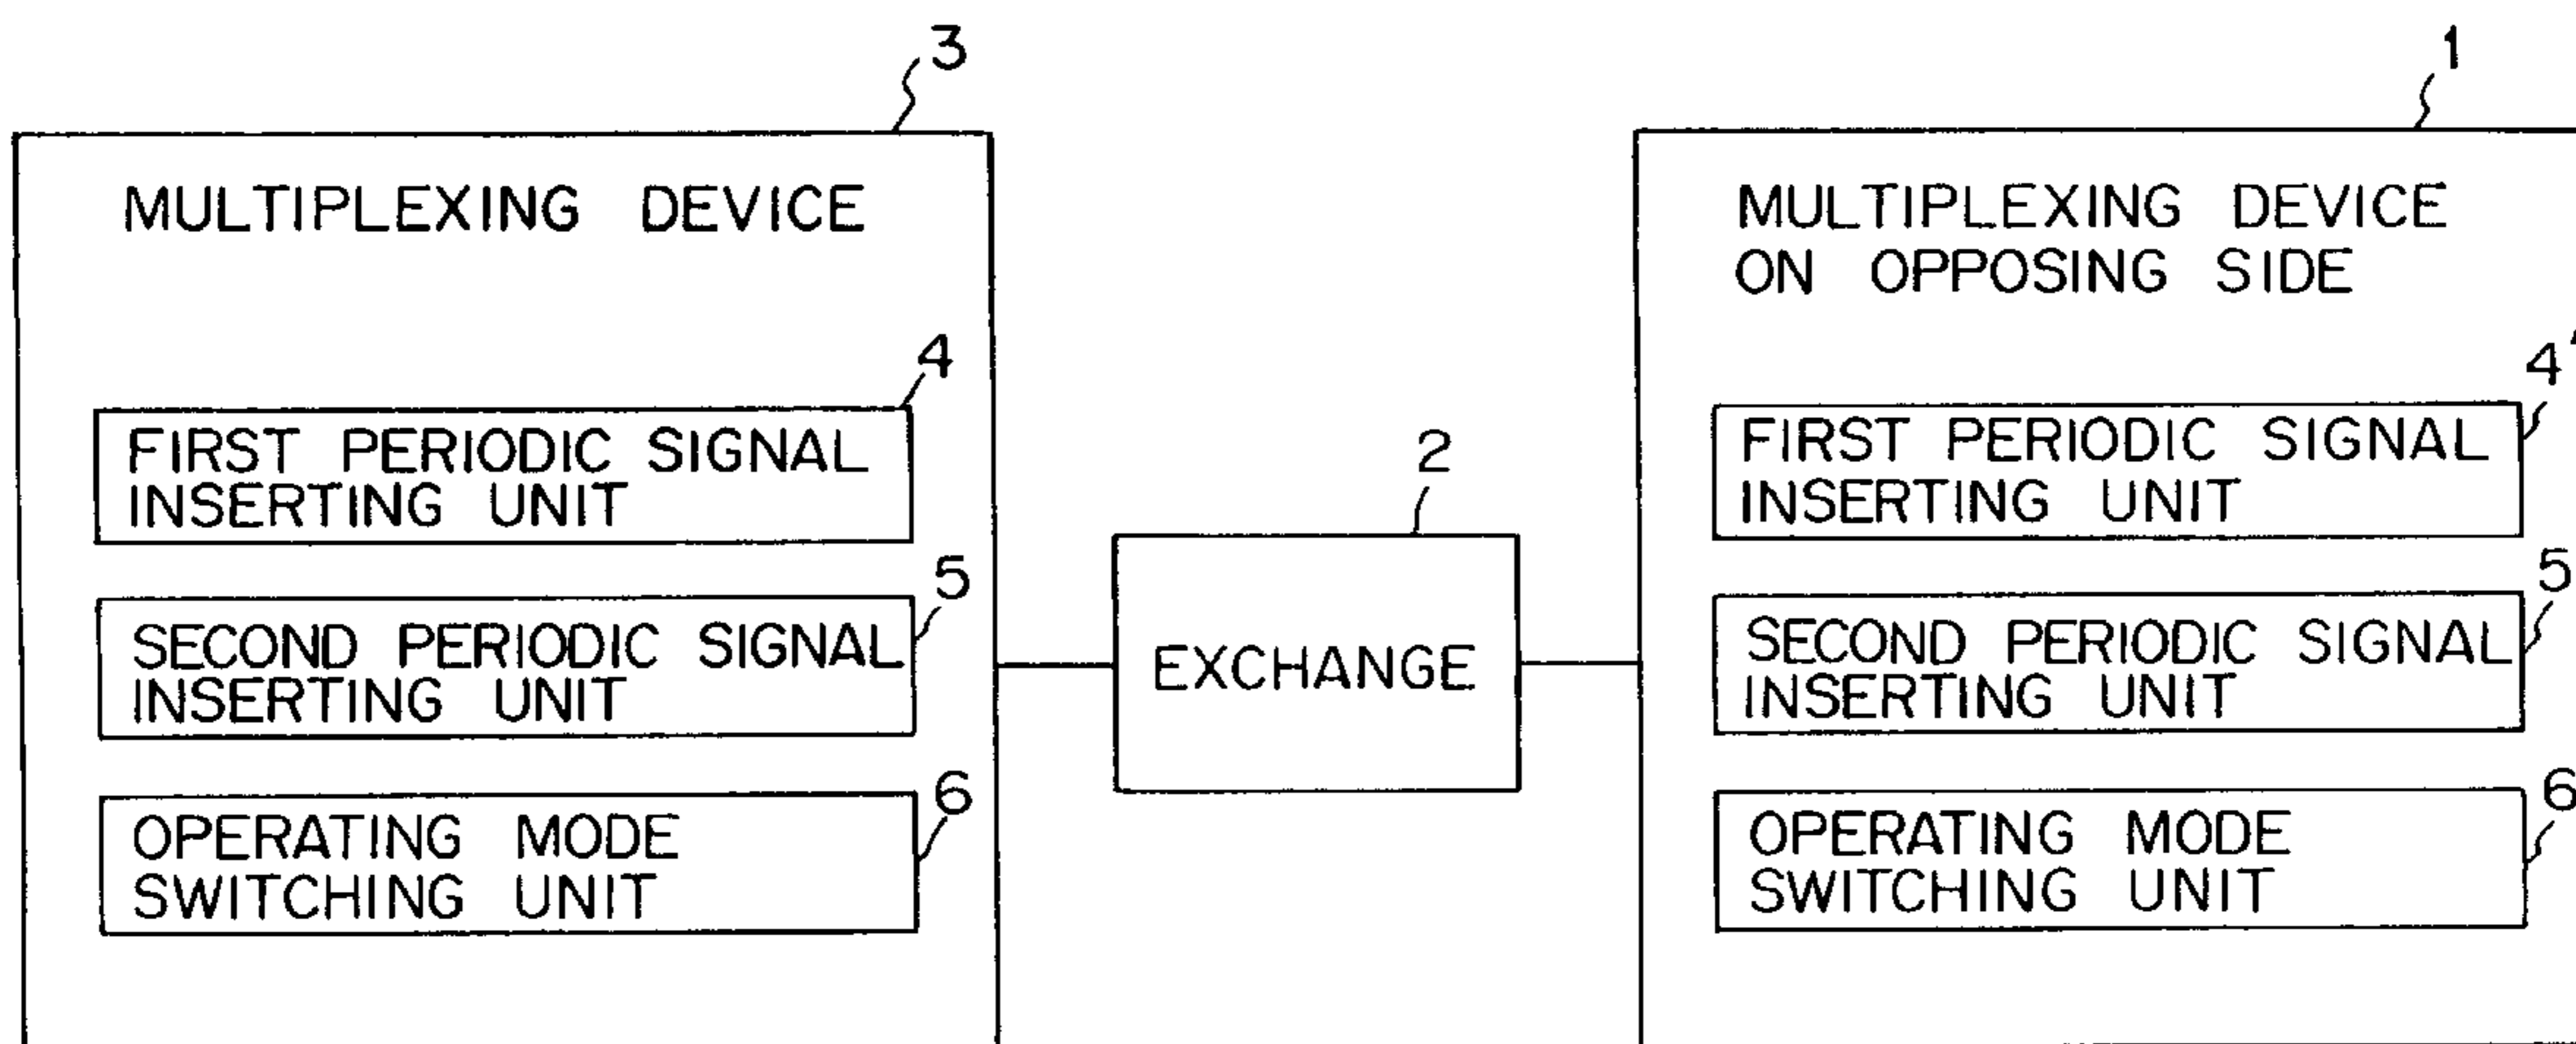 3
MULTIPLEXING DEVICE
4
FIRST PERIODIC SIGNAL
INSERTING UNIT
5
SECOND PERIODIC SIGNAL
INSERTING UNIT
6
OPERATING MODE
SWITCHING UNIT
2
EXCHANGE
1
MULTIPLEXING DEVICE
ON OPPOSING SIDE
4'
FIRST PERIODIC SIGNAL
INSERTING UNIT
5
SECOND PERIODIC SIGNAL
INSERTING UNIT
6
OPERATING MODE
SWITCHING UNIT